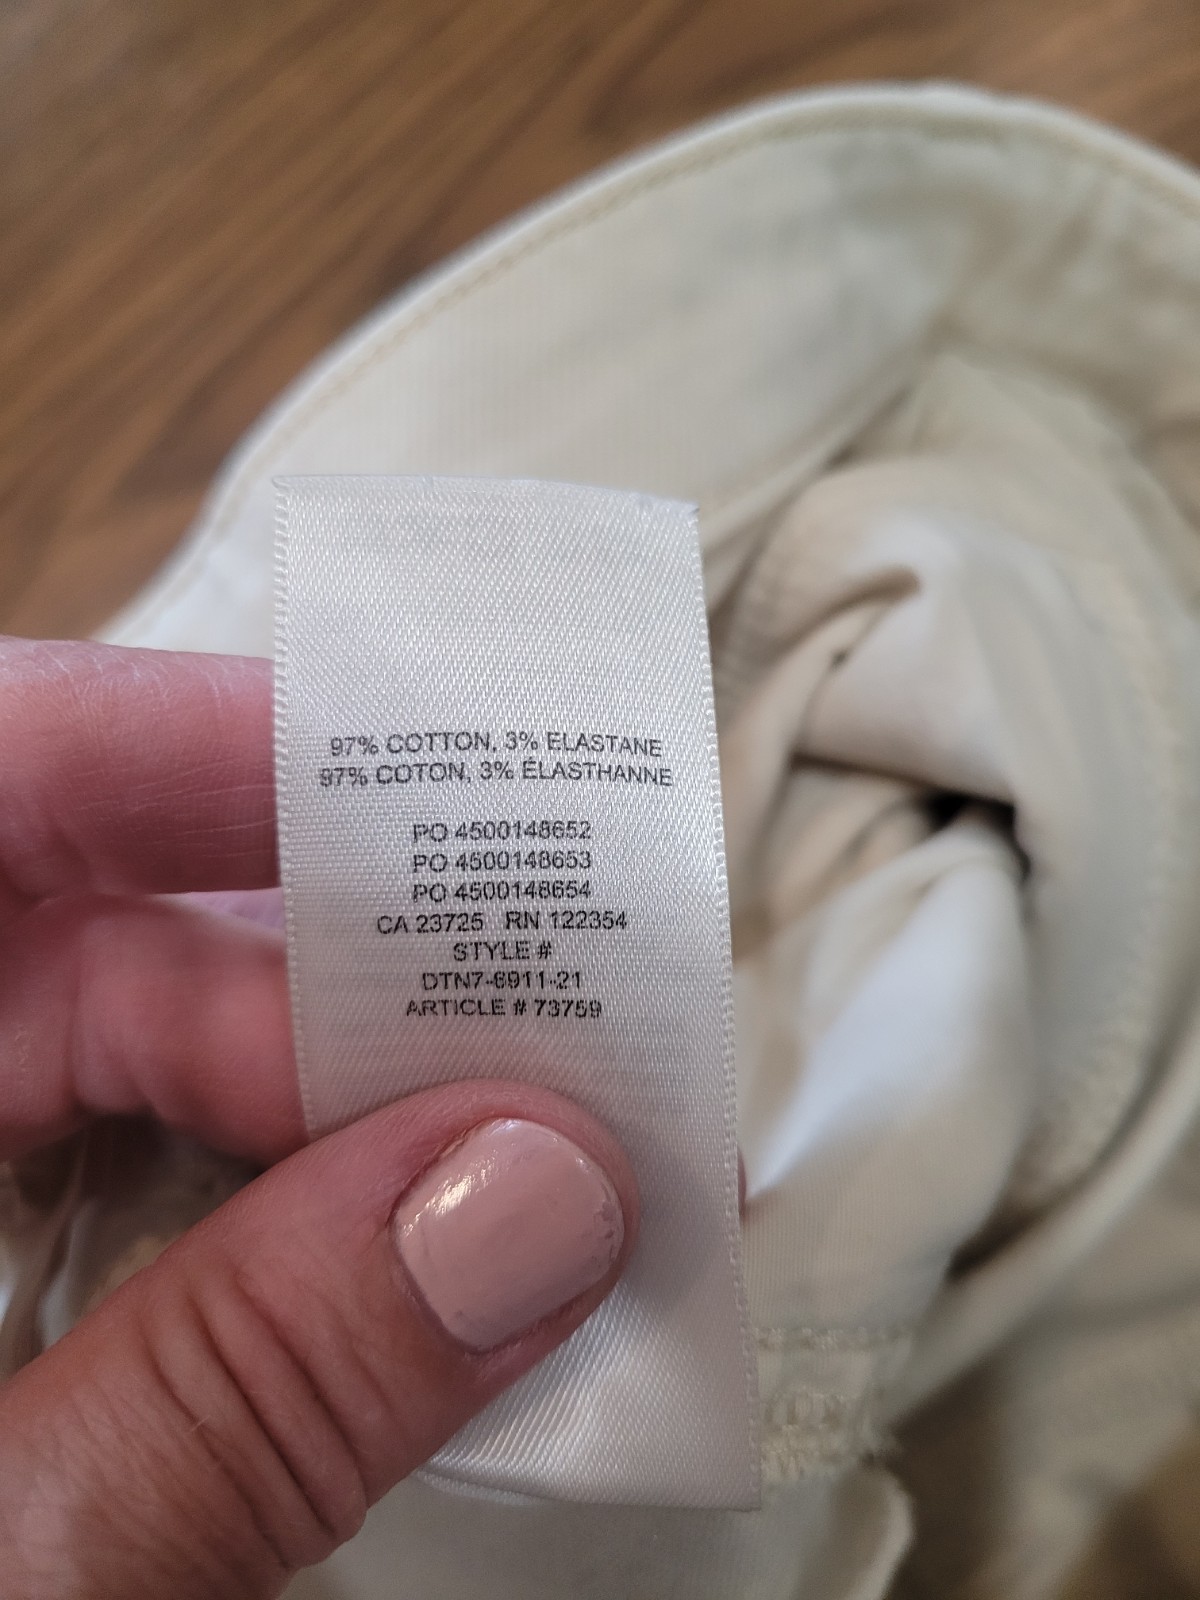 97% COTTON, 3% ELASTANE
97% COTON, 3% ÉLASTHANNE
PO 4500148652
PO 4500148653
PO 4500148654
CA 23725 RN 122354
STYLE #
DTN7-6911-21
ARTICLE # 73759